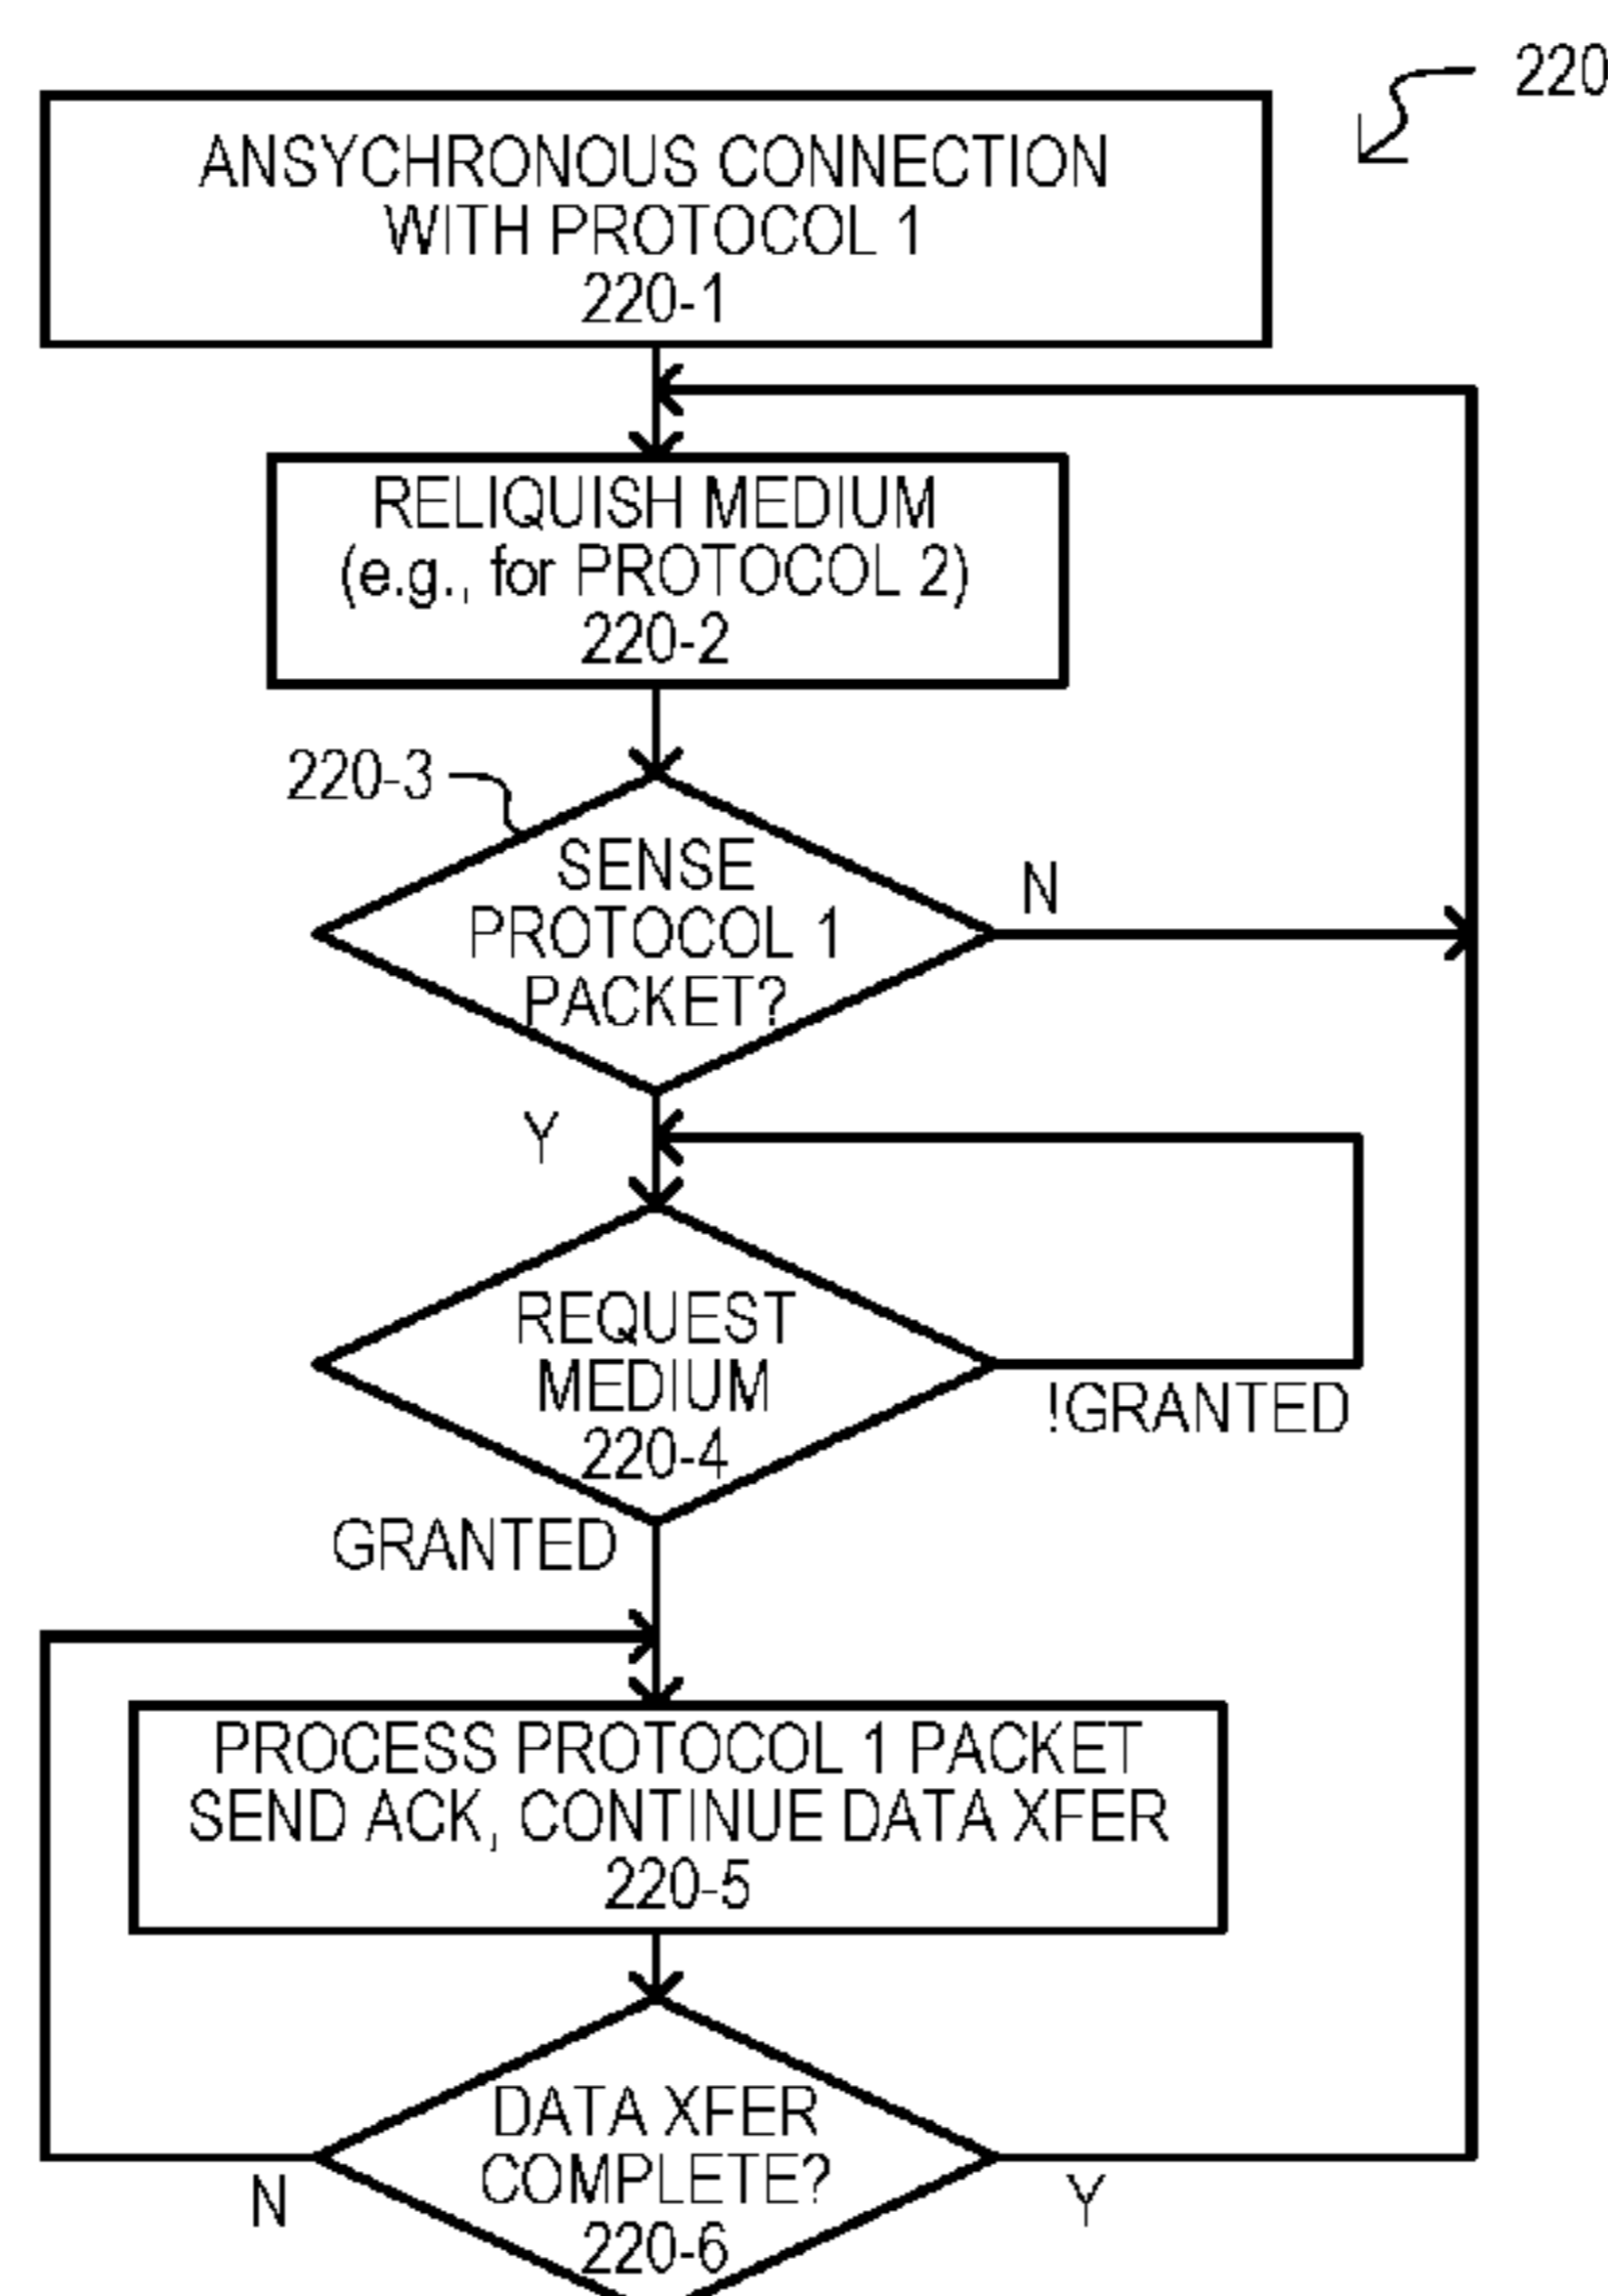 220
ANSYCHRONOUS CONNECTION
WITH PROTOCOL 1
220-1
RELIQUISH MEDIUM
(e.g., for PROTOCOL 2)
220-2
220-3
SENSE
PROTOCOL 1
PACKET?
N
Y
REQUEST
MEDIUM
220-4
!GRANTED
GRANTED
PROCESS PROTOCOL 1 PACKET
SEND ACK, CONTINUE DATA XFER
220-5
DATA XFER
COMPLETE?
220-6
N
Y